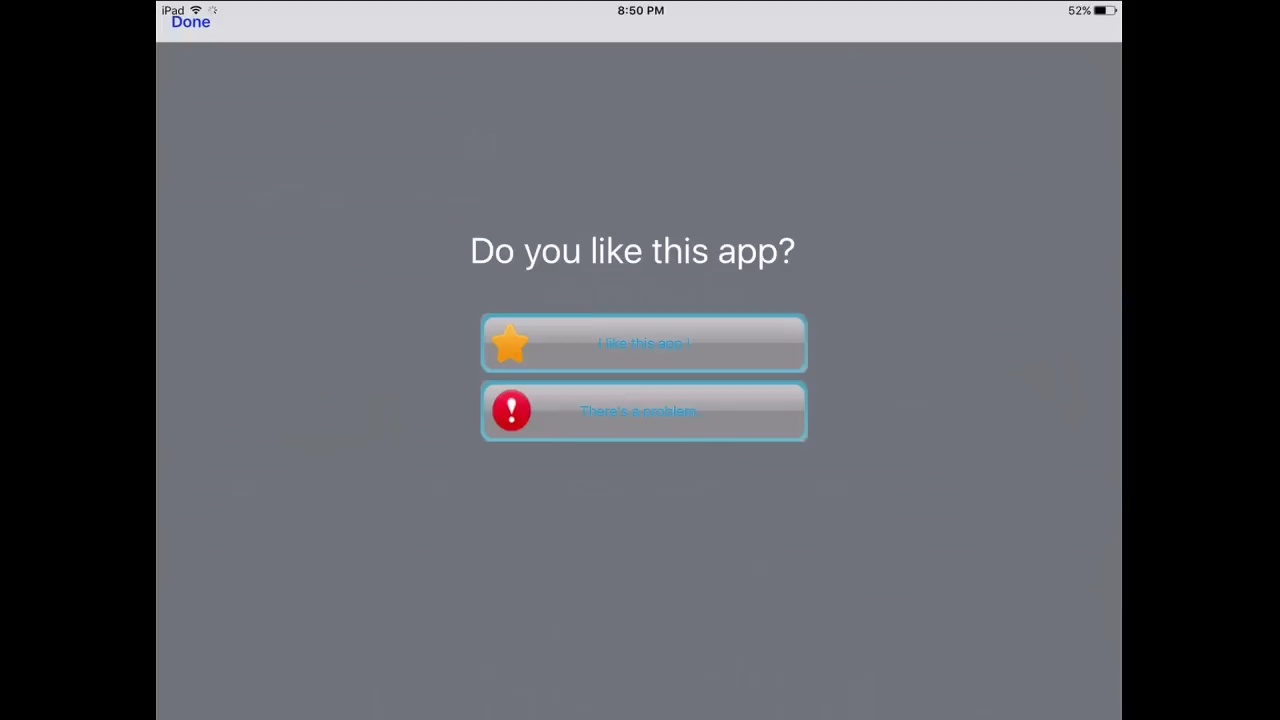 iPad 8:50 PM 52%
Done
Do you like this app?
I like this app !
There's a problem.